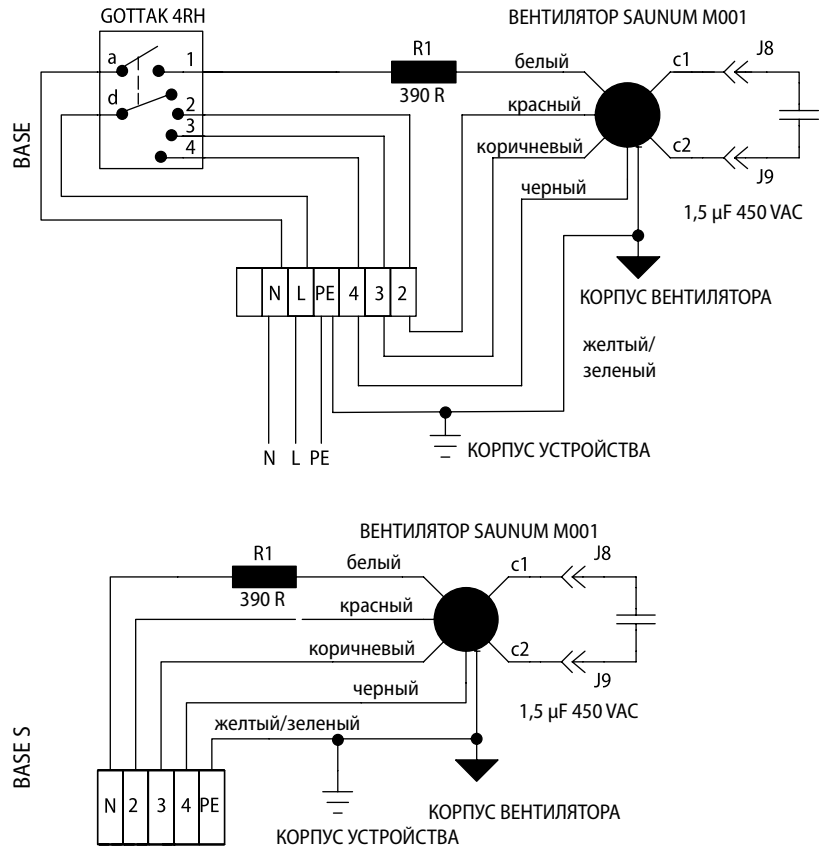 GOTTAK 4RH
ВЕНТИЛЯТОР SAUNUM M001
a
1
R1
390 R
белый
c1
J8
d
2
красный
3
коричневый
4
c2
J9
черный
1,5 µF 450 VAC
BASE
N L PE 4 3 2
КОРПУС ВЕНТИЛЯТОРА
желтый/
зеленый
N L PE
КОРПУС УСТРОЙСТВА
ВЕНТИЛЯТОР SAUNUM M001
R1
390 R
белый
c1
J8
красный
коричневый
c2
J9
черный
1,5 µF 450 VAC
желтый/зеленый
BASE S
N 2 3 4 PE
КОРПУС ВЕНТИЛЯТОРА
КОРПУС УСТРОЙСТВА